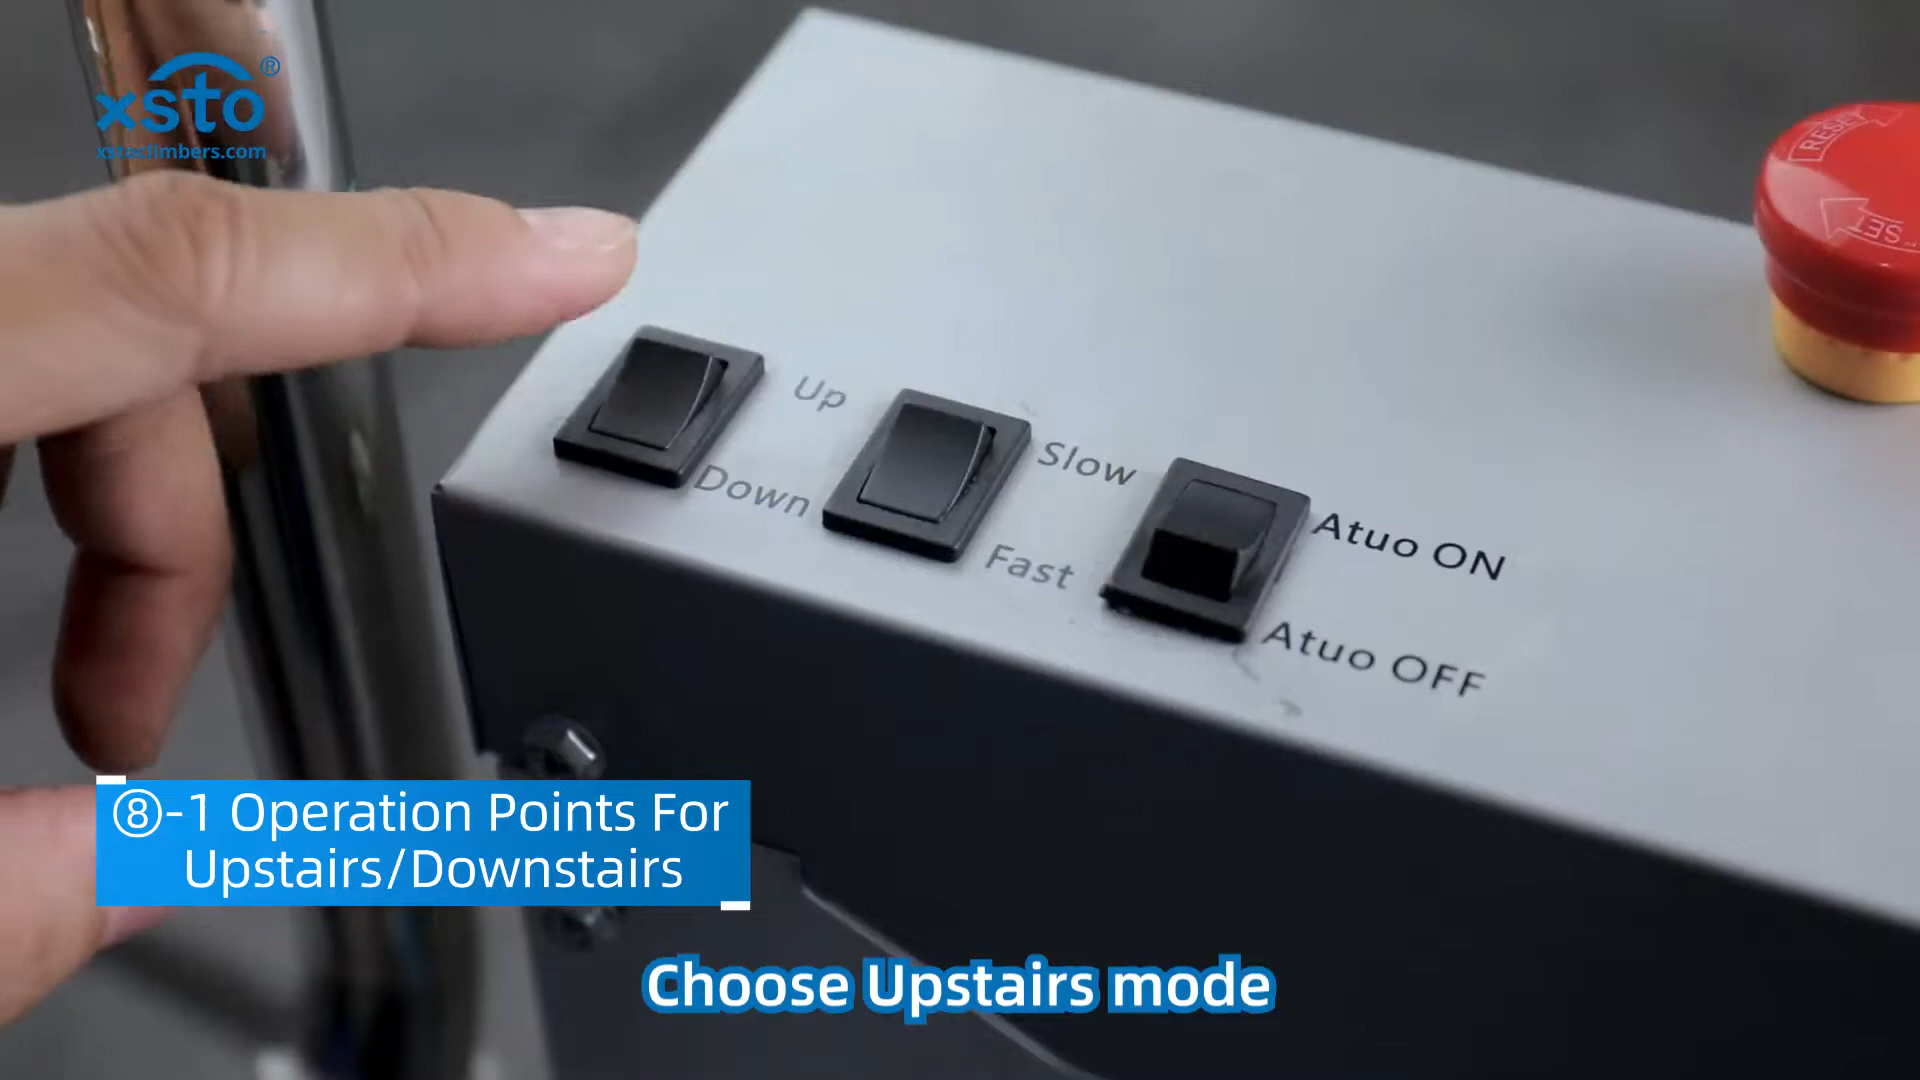 xsto®
xstoclimbers.com
RESET
RESET
Up
Down
Slow
Fast
Atuo ON
Atuo OFF
⑧-1 Operation Points For
Upstairs/Downstairs
Choose Upstairs mode